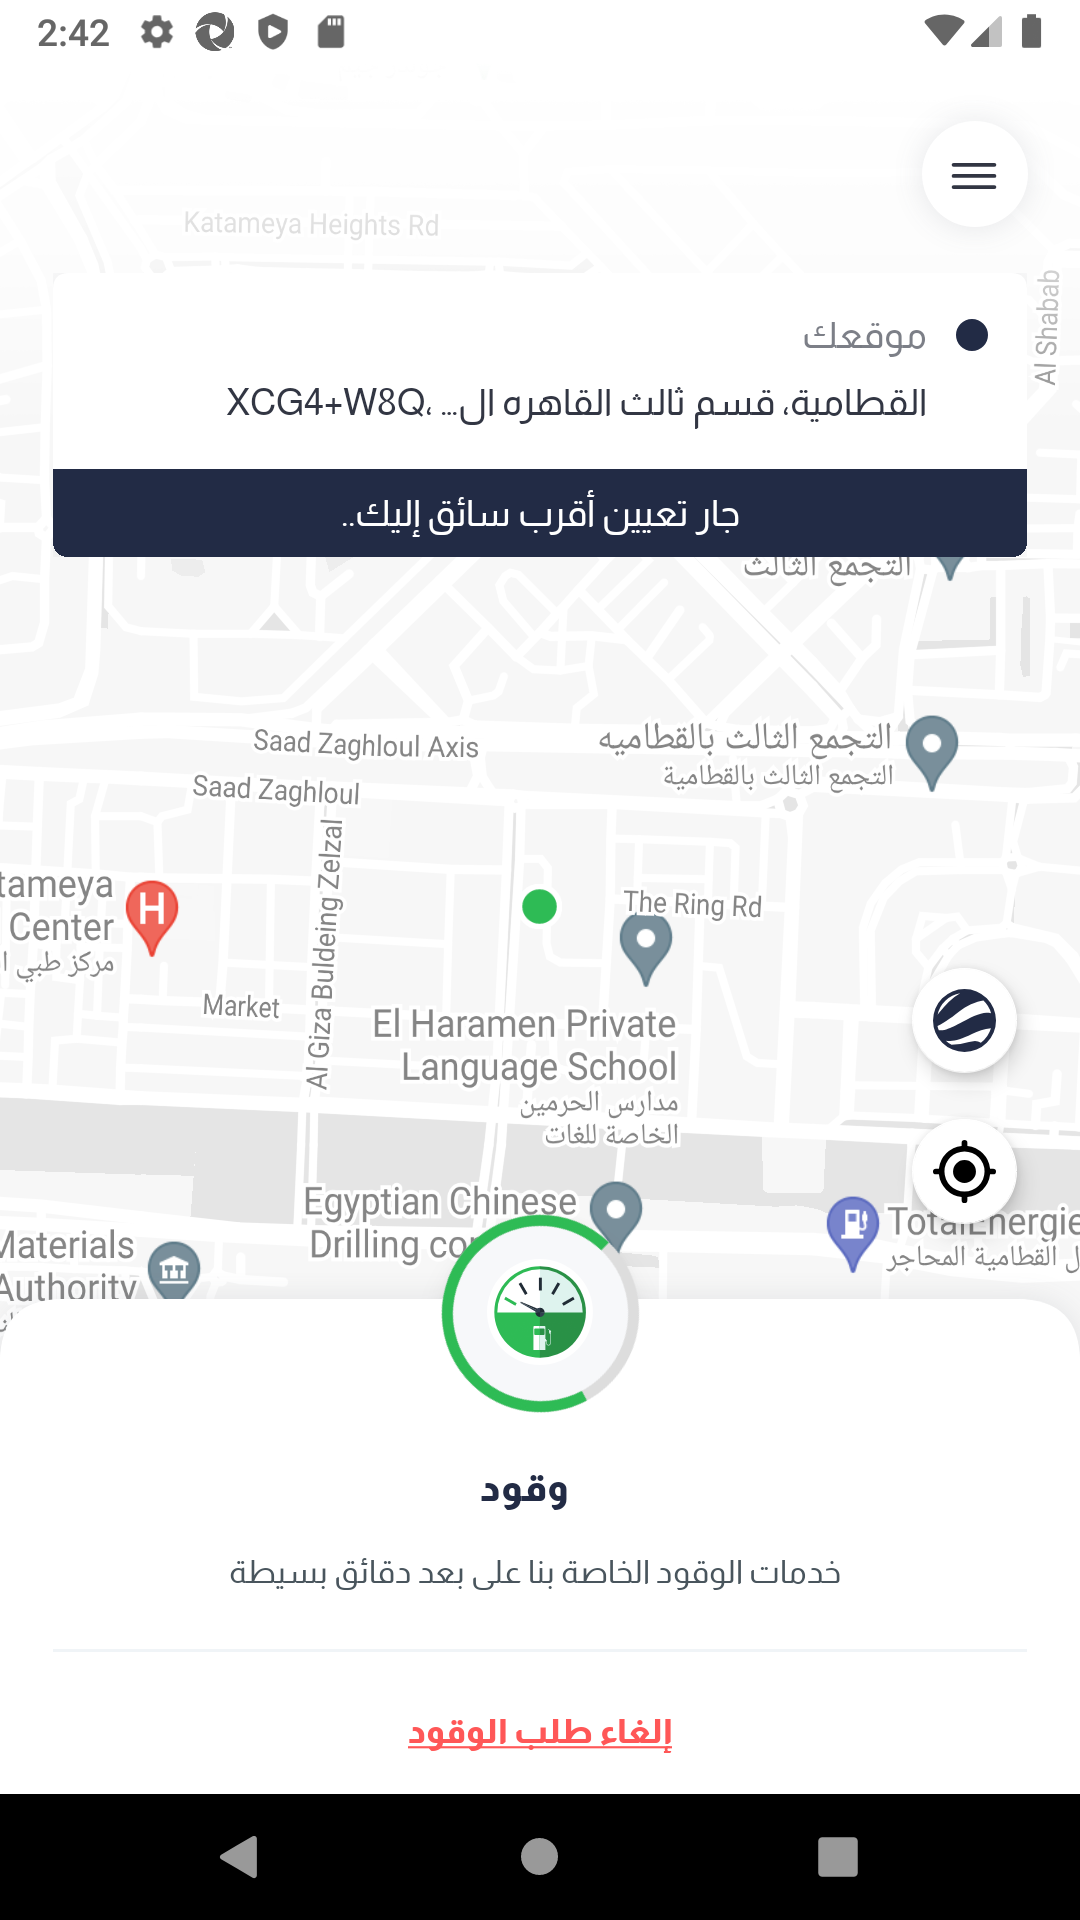 2:42
Katameya Heights Rd
Al Shabab
موقعك
XCG4+W8Q، القطامية، قسم ثالث القاهره ال...
جار تعيين أقرب سائق إليك..
التجمع الثالث
Saad Zaghloul Axis
التجمع الثالث بالقطاميه
التجمع الثالث بالقطامية
Saad Zaghloul
Al Giza Buldeing Zelzal
tameya
Center
مركز طبي ا
H
The Ring Rd
Market
El Haramen Private
Language School
مدارس الحرمين
الخاصة للغات
Egyptian Chinese
Drilling co
TotalEnergie
ل القطامية المحاجر
Materials
Authority
وقود
خدمات الوقود الخاصة بنا على بعد دقائق بسيطة
إلغاء طلب الوقود